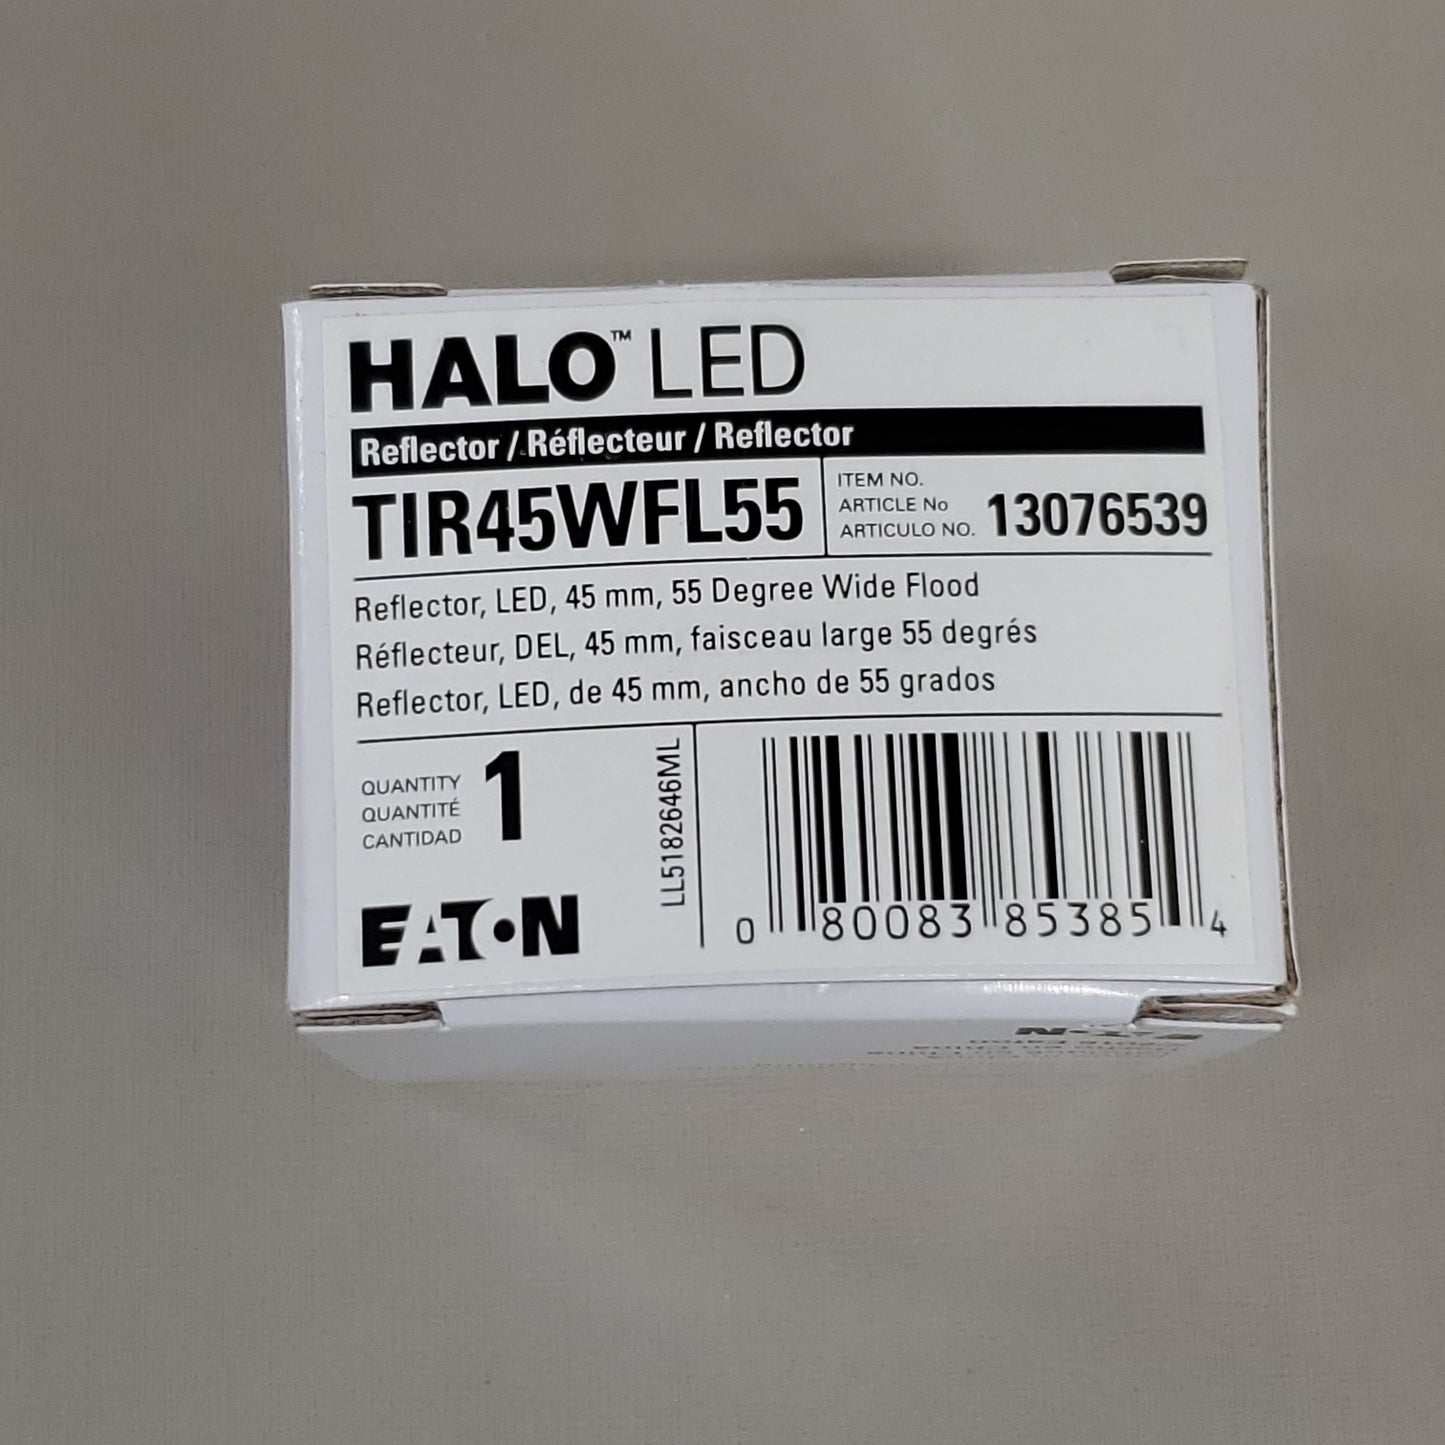 HALO™ LED
Reflector / Réflecteur / Reflector
TIR45WFL55
ITEM NO.
ARTICLE No
ARTICULO NO.
13076539
Reflector, LED, 45 mm, 55 Degree Wide Flood
Réflecteur, DEL, 45 mm, faisceau large 55 degrés
Reflector, LED, de 45 mm, ancho de 55 grados
QUANTITY
QUANTITÉ
CANTIDAD
1
LL5182646ML
EATON
0 80083 85385 4
EATON